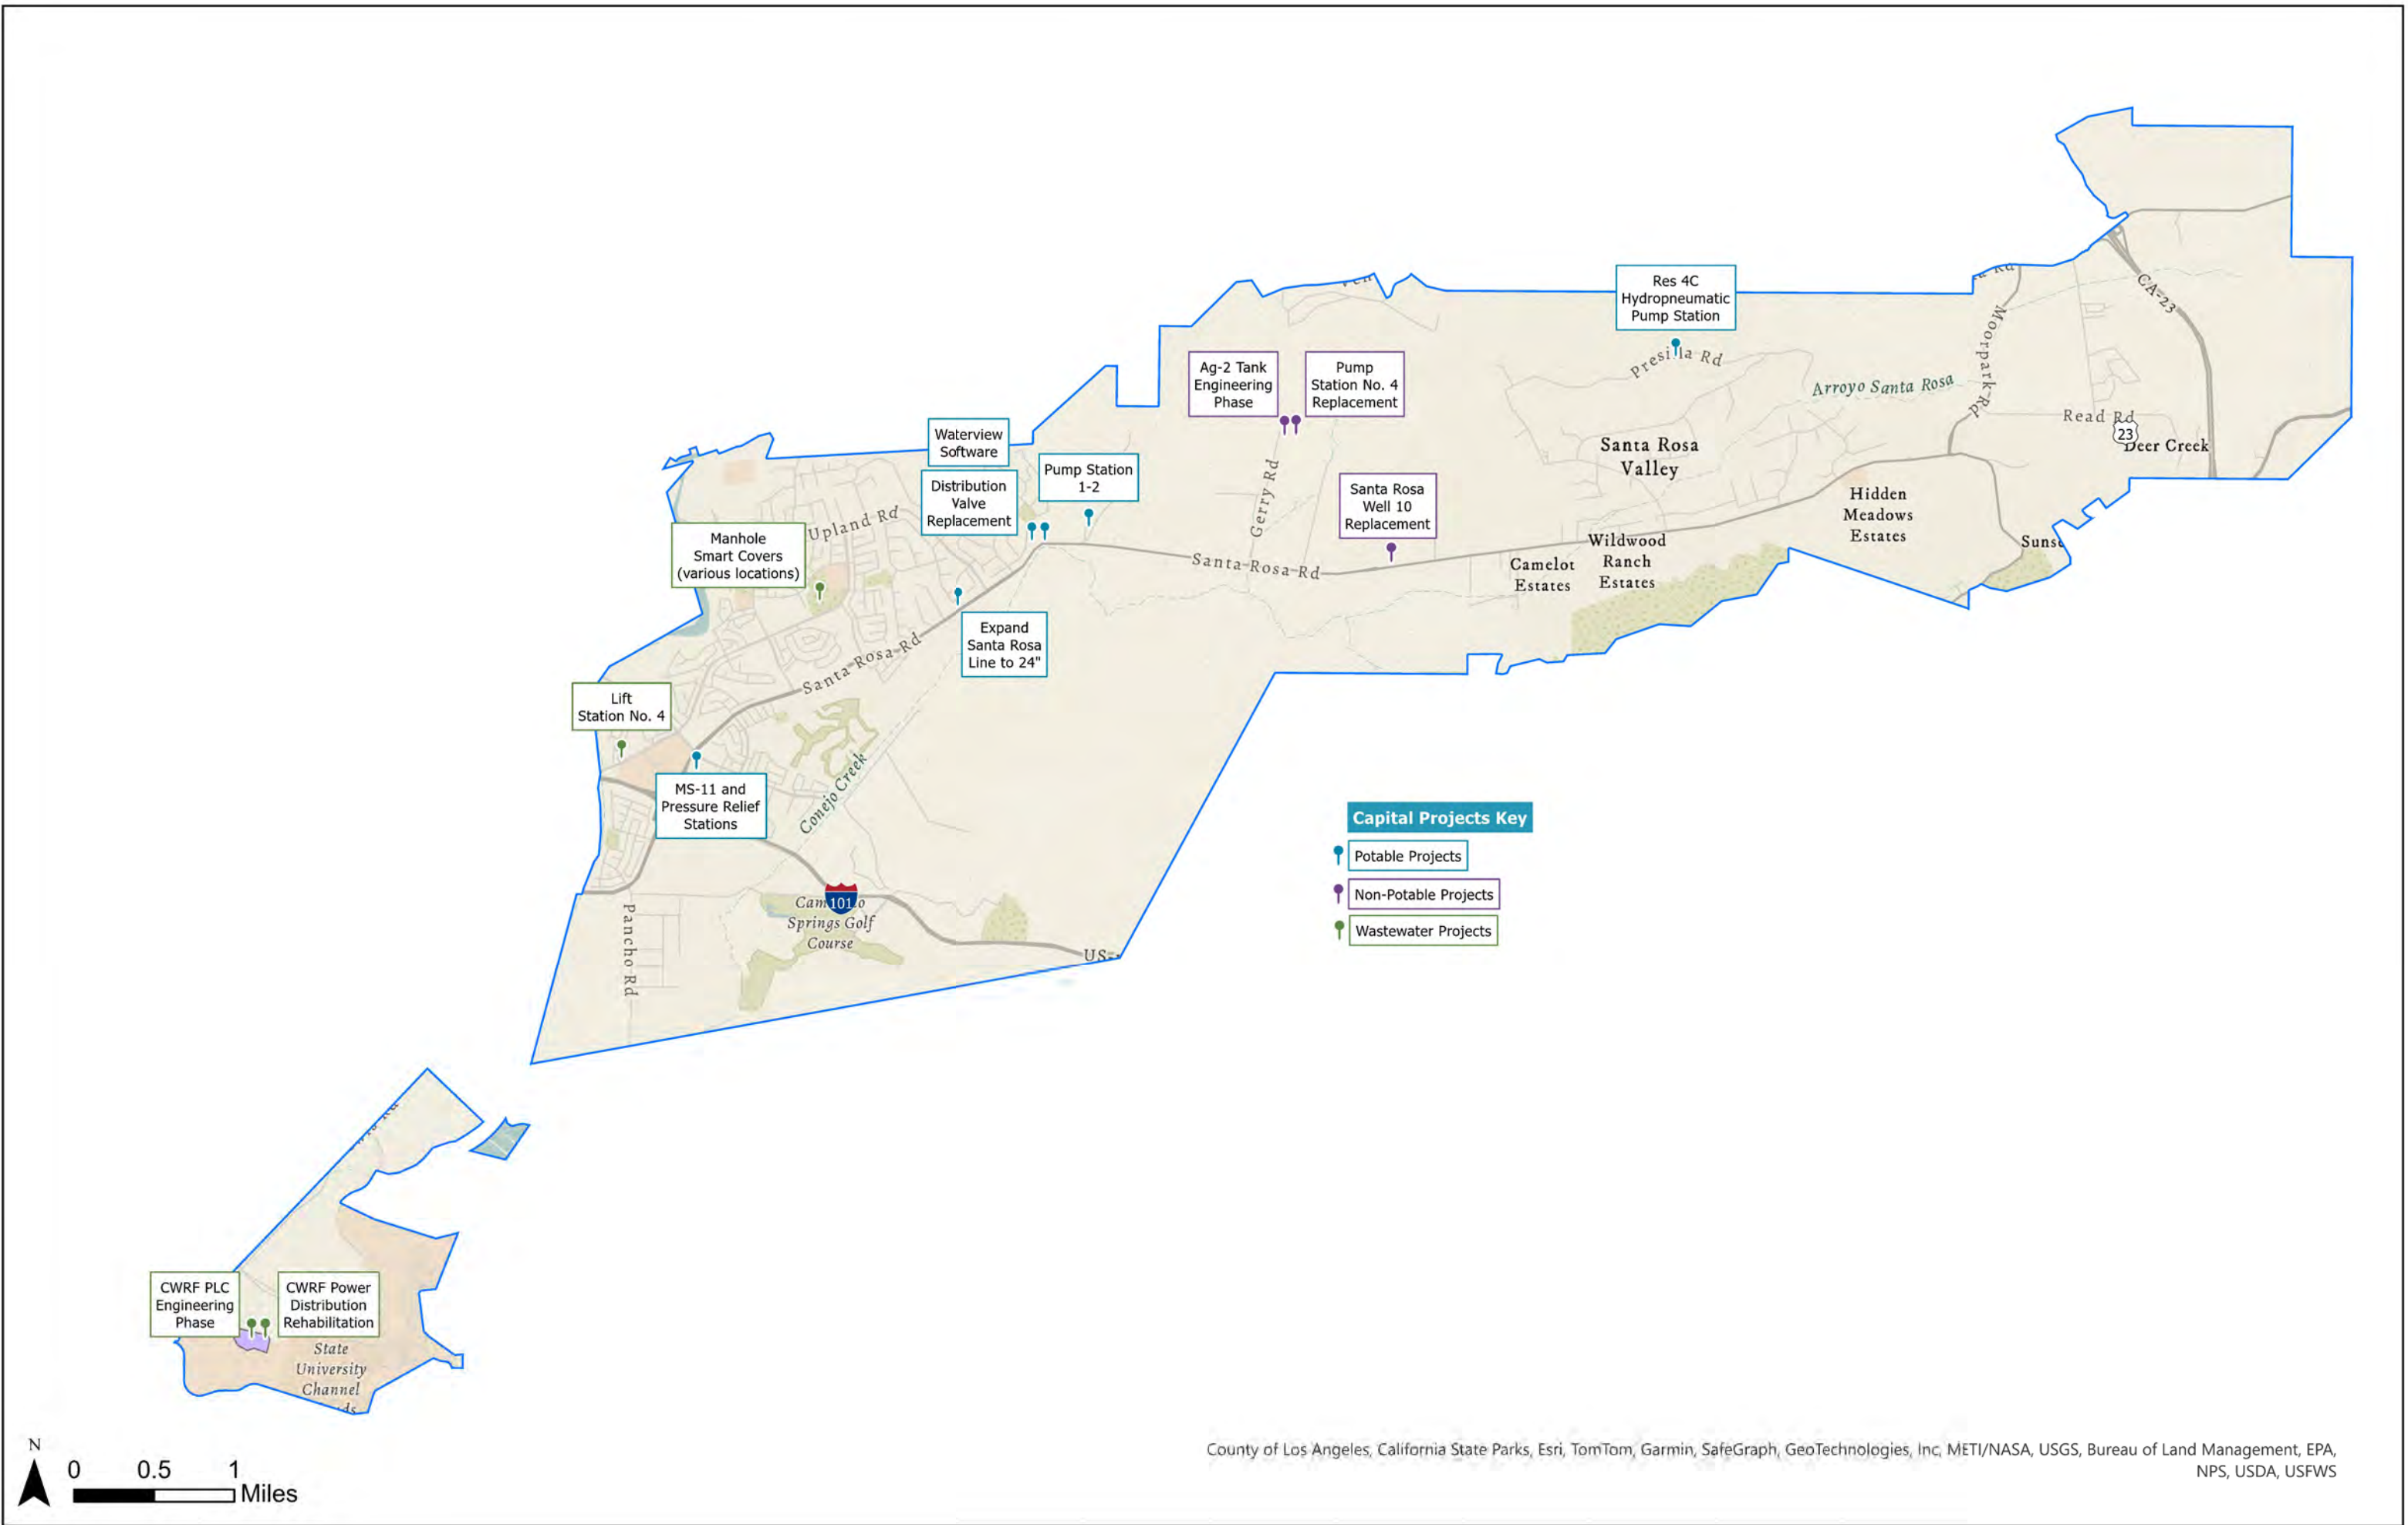 Res 4C
Hydropneumatic
Pump Station
CA-23
Moorpark Rd
Presilla Rd
Arroyo Santa Rosa
Read Rd
23
Deer Creek
Ag-2 Tank
Engineering
Phase
Pump
Station No. 4
Replacement
Santa Rosa
Valley
Waterview
Software
Pump Station
1-2
Distribution
Valve
Replacement
Gerry Rd
Santa Rosa
Well 10
Replacement
Hidden
Meadows
Estates
Upland Rd
Manhole
Smart Covers
(various locations)
Santa Rosa Rd
Camelot
Estates
Wildwood
Ranch
Estates
Expand
Santa Rosa
Line to 24"
Santa Rosa Rd
Lift
Station No. 4
MS-11 and
Pressure Relief
Stations
Conejo Creek
Capital Projects Key
Potable Projects
Non-Potable Projects
Wastewater Projects
101
Springs Golf
Course
Pancho Rd
US-
CWRF PLC
Engineering
Phase
CWRF Power
Distribution
Rehabilitation
State
University
Channel
N
0 0.5 1
Miles
County of Los Angeles, California State Parks, Esri, TomTom, Garmin, SafeGraph, GeoTechnologies, Inc, METI/NASA, USGS, Bureau of Land Management, EPA,
NPS, USDA, USFWS